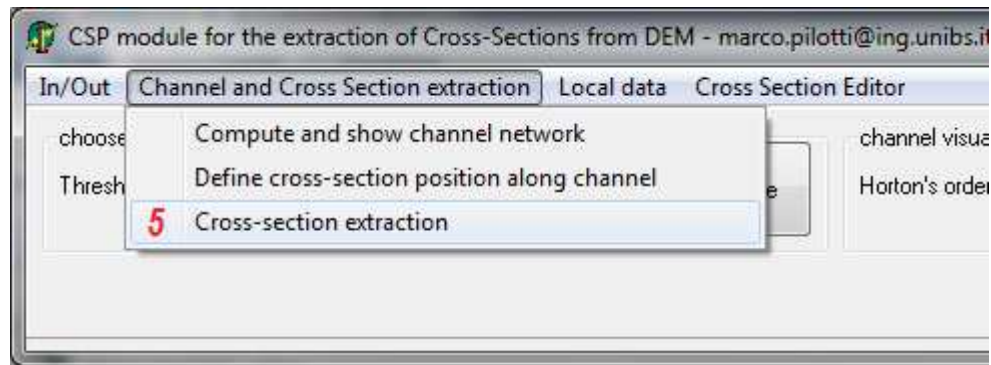 CSP module for the extraction of Cross-Sections from DEM - marco.pilotti@ing.unibs.it
In/Out Channel and Cross Section extraction Local data Cross Section Editor
choose
Compute and show channel network
channel visua
Thresh
Define cross-section position along channel
e
Horton's order
5 Cross-section extraction